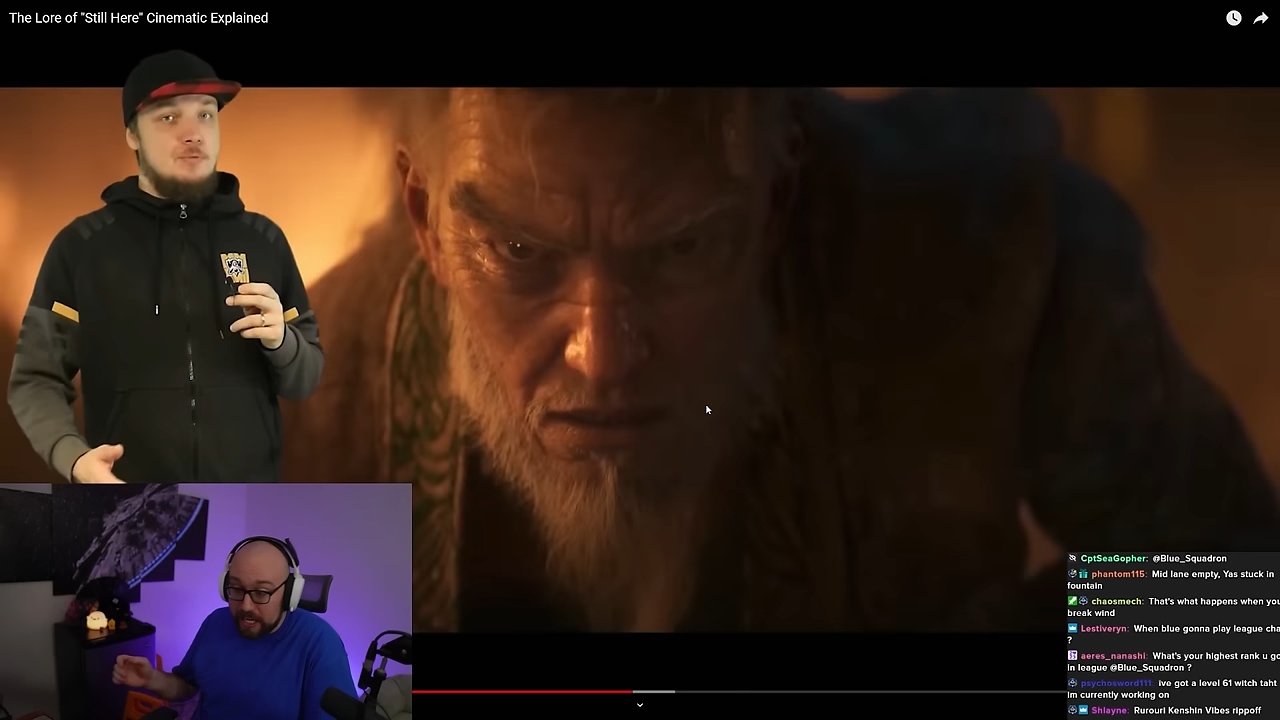 The Lore of "Still Here" Cinematic Explained
CptSeaGopher: @Blue_Squadron
phantom115: Mid lane empty, Yas stuck in
fountain
chaosmech: That's what happens when you
break wind
Lestiveryn: When blue gonna play league cha
?
aeres_nanashi: What's your highest rank u go
in league @Blue_Squadron ?
psychosword111: ive got a level 61 witch taht
im currently working on
Shlayne: Rurouri Kenshin Vibes rippoff